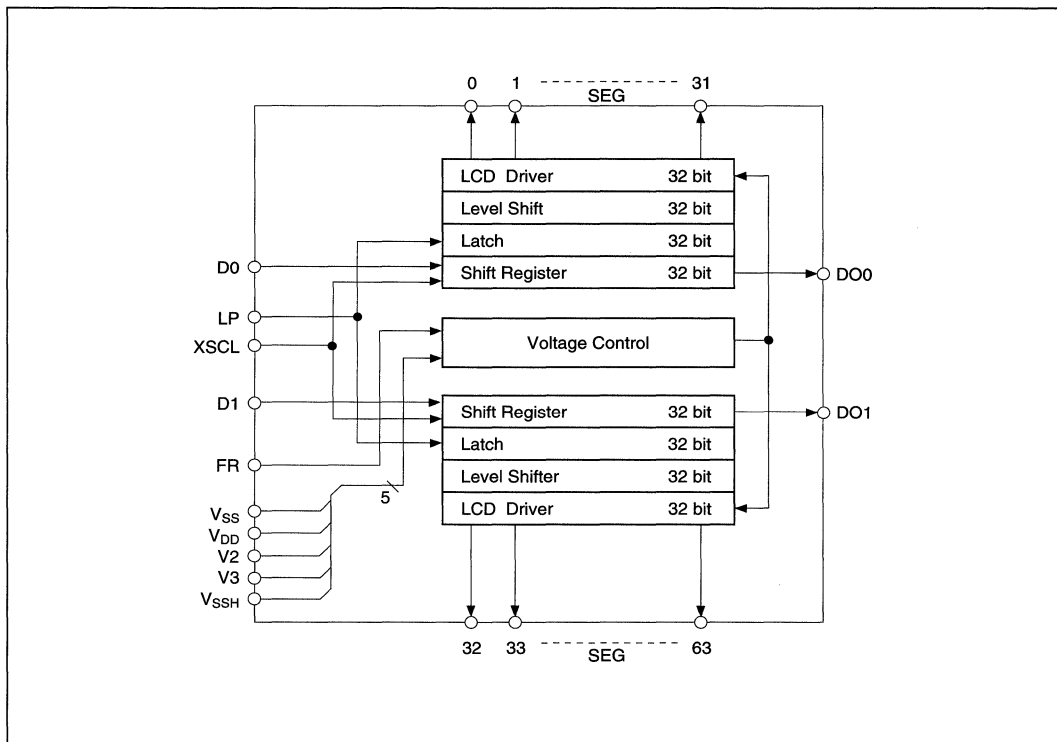 0 1 31
SEG
LCD Driver 32 bit
Level Shift 32 bit
Latch 32 bit
Shift Register 32 bit
D0
DO0
LP
XSCL
Voltage Control
D1
Shift Register 32 bit
DO1
Latch 32 bit
FR
Level Shifter 32 bit
5
LCD Driver 32 bit
VSS
VDD
V2
V3
VSSH
32 33 63
SEG